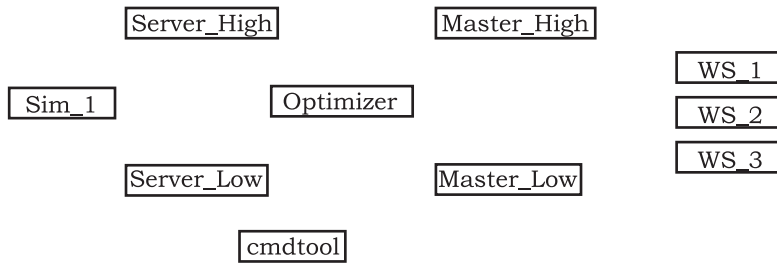 Server_High
Master_High
WS_1
Sim_1
Optimizer
WS_2
WS_3
Server_Low
Master_Low
cmdtool